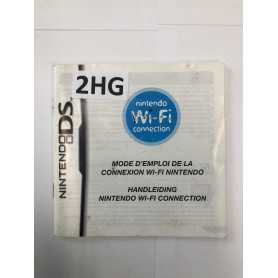 2HG
nintendo
Wi-Fi
connection
NINTENDO DS
MODE D'EMPLOI DE LA
CONNEXION WI-FI NINTENDO
HANDLEIDING
NINTENDO WI-FI CONNECTION